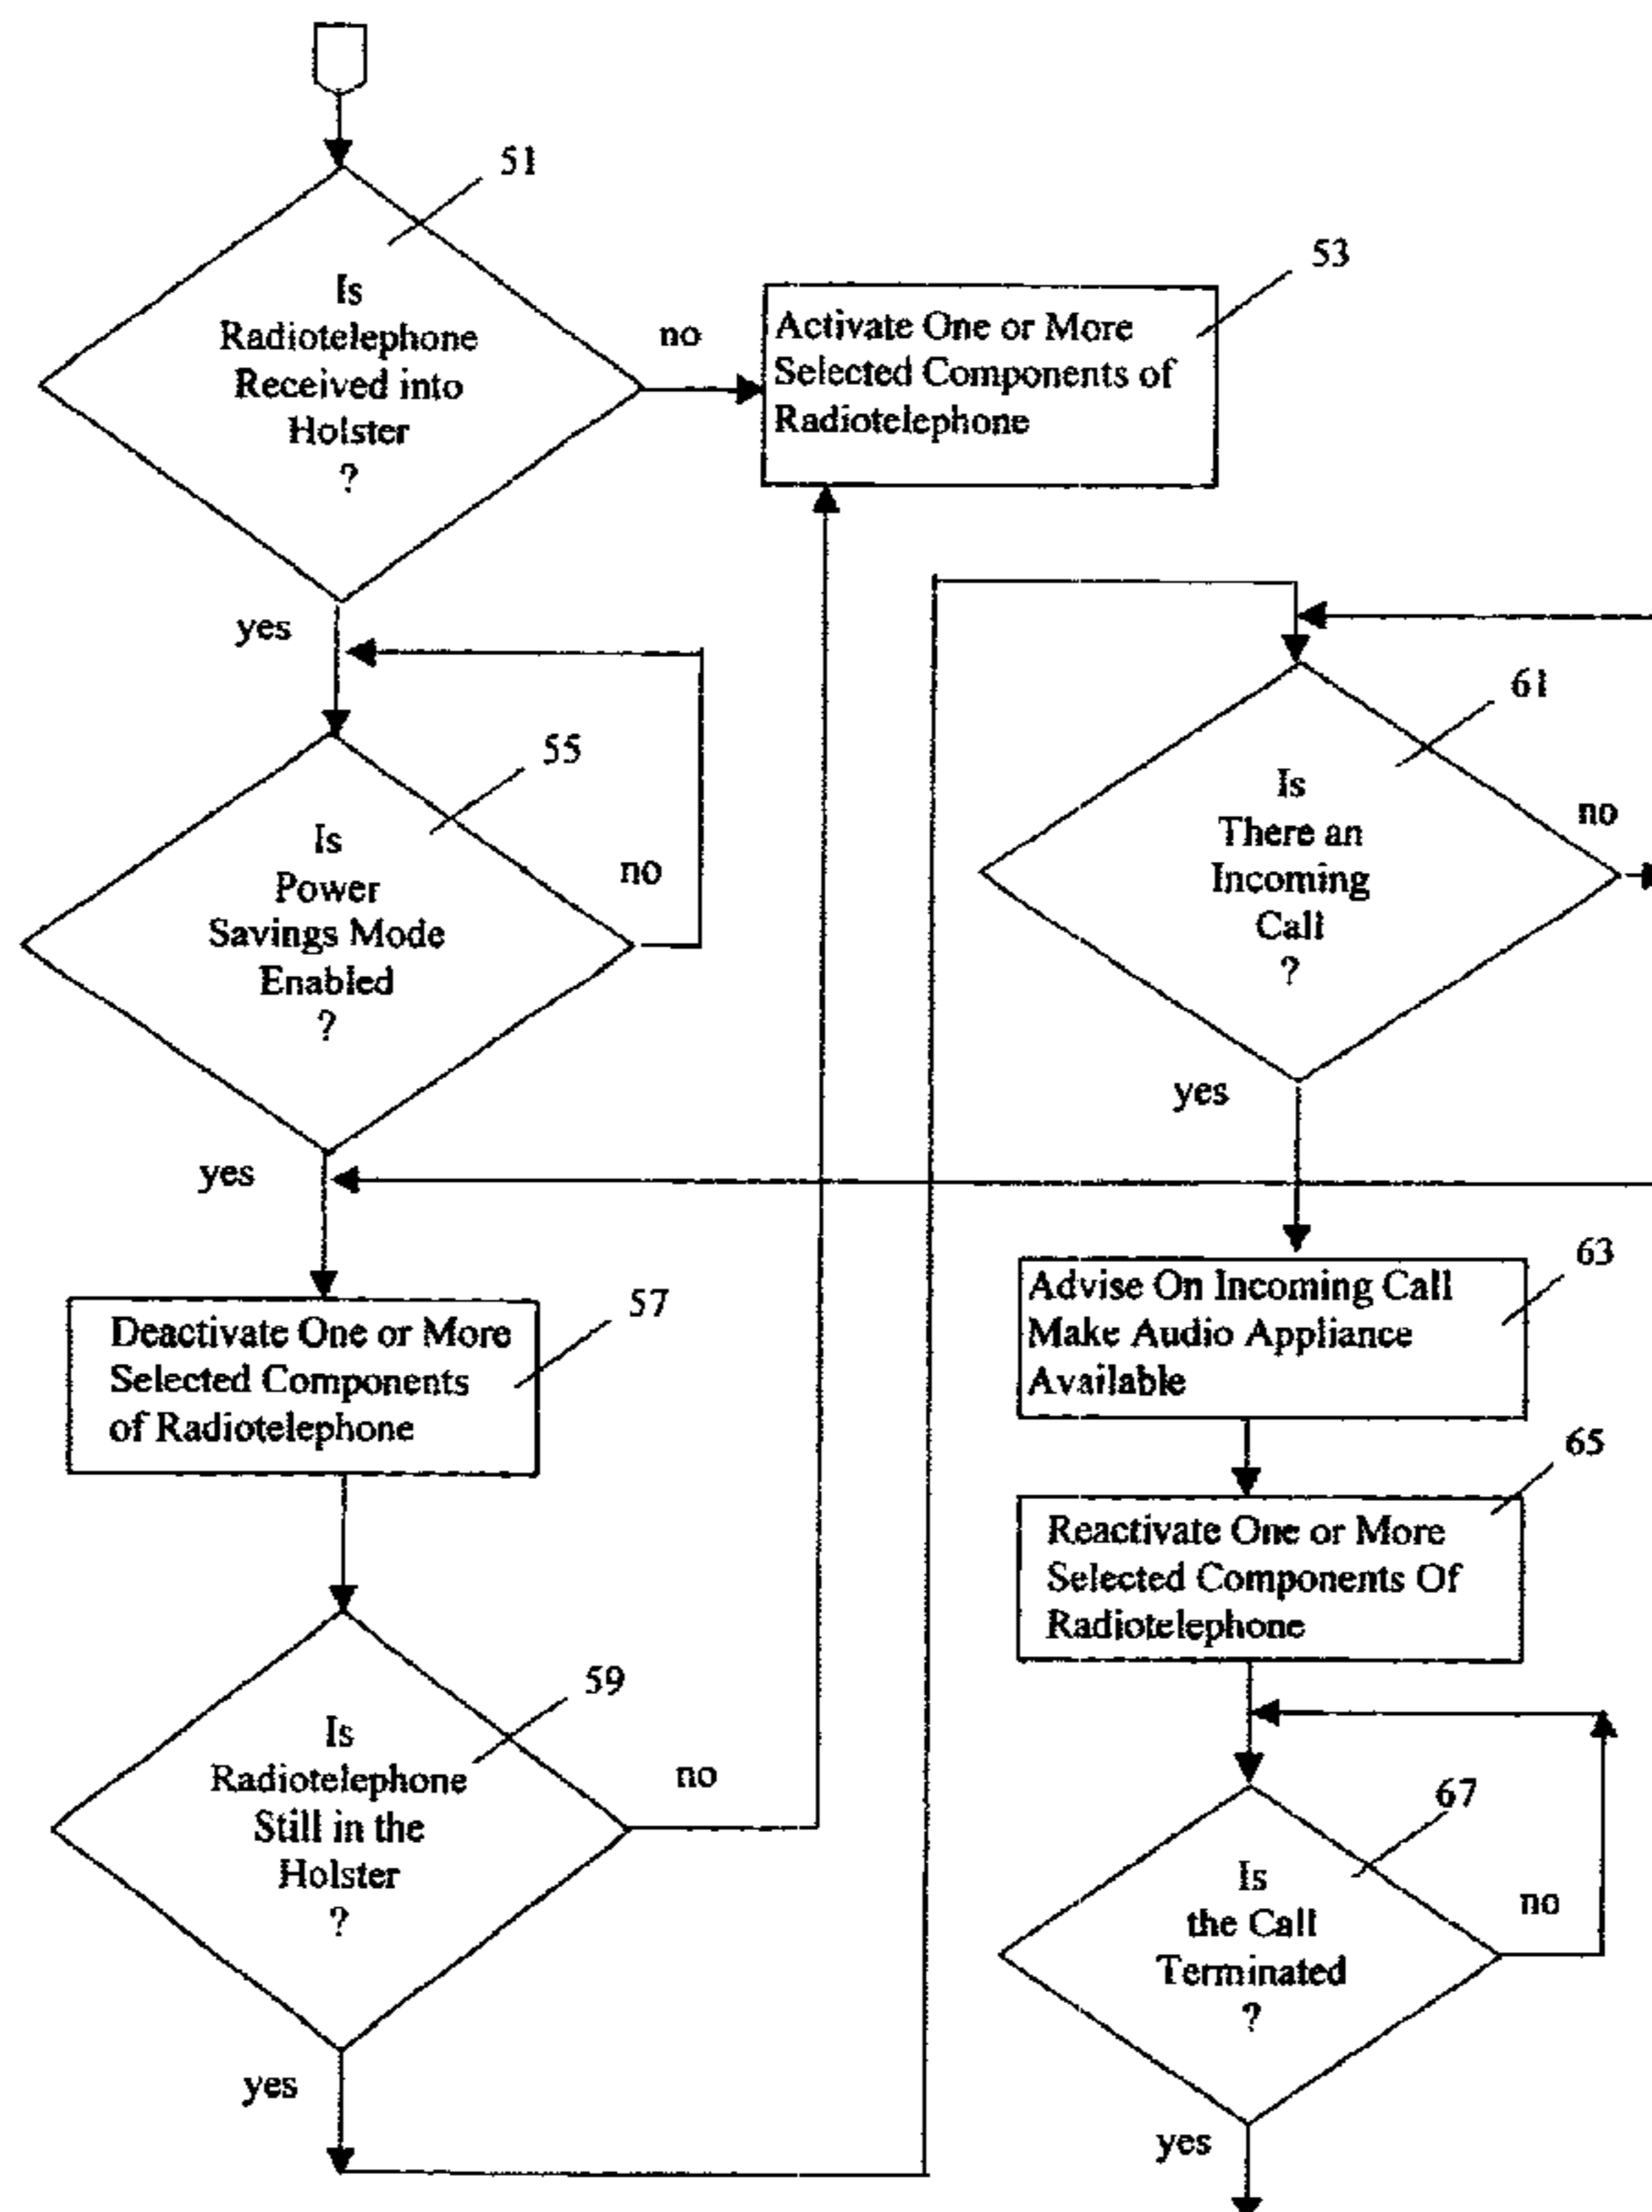 51
Is
Radiotelephone
Received into
Holster
?
no
yes
53
Activate One or More
Selected Components of
Radiotelephone
55
Is
Power
Savings Mode
Enabled
?
no
yes
57
Deactivate One or More
Selected Components
of Radiotelephone
59
Is
Radiotelephone
Still in the
Holster
?
no
yes
61
Is
There an
Incoming
Call
?
no
yes
63
Advise On Incoming Call
Make Audio Appliance
Available
65
Reactivate One or More
Selected Components Of
Radiotelephone
67
Is
the Call
Terminated
?
no
yes